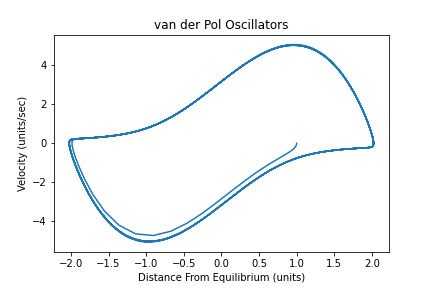 van der Pol Oscillators
Velocity (units/sec)
4
2
0
−2
−4
−2.0 −1.5 −1.0 −0.5 0.0 0.5 1.0 1.5 2.0
Distance From Equilibrium (units)